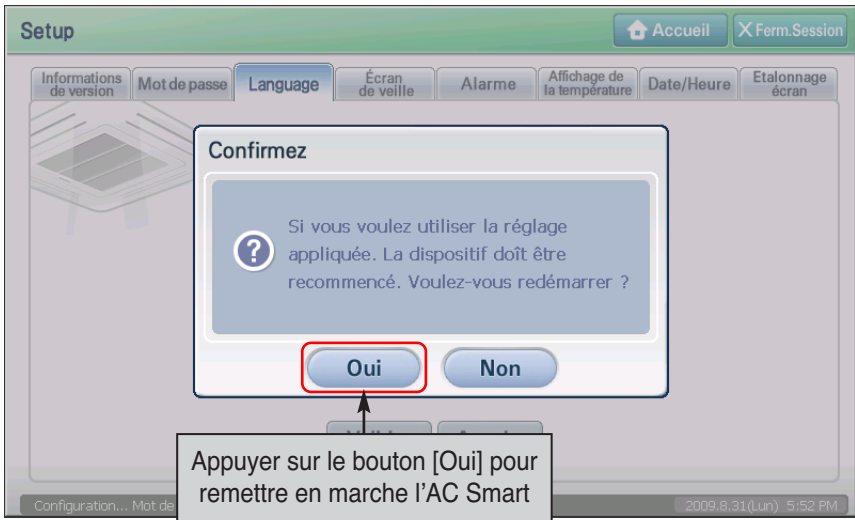 Setup
Accueil
X Ferm.Session
Informations
de version
Mot de passe
Language
Écran
de veille
Alarme
Affichage de
la température
Date/Heure
Etalonnage
écran
Confirmez
Si vous voulez utiliser la réglage
appliquée. La dispositif doît être
recommencé. Voulez-vous redémarrer ?
Oui
Non
Appuyer sur le bouton [Oui] pour
remettre en marche l’AC Smart
Configuration... Mot de
2009.8.31(Lun) 5:52 PM